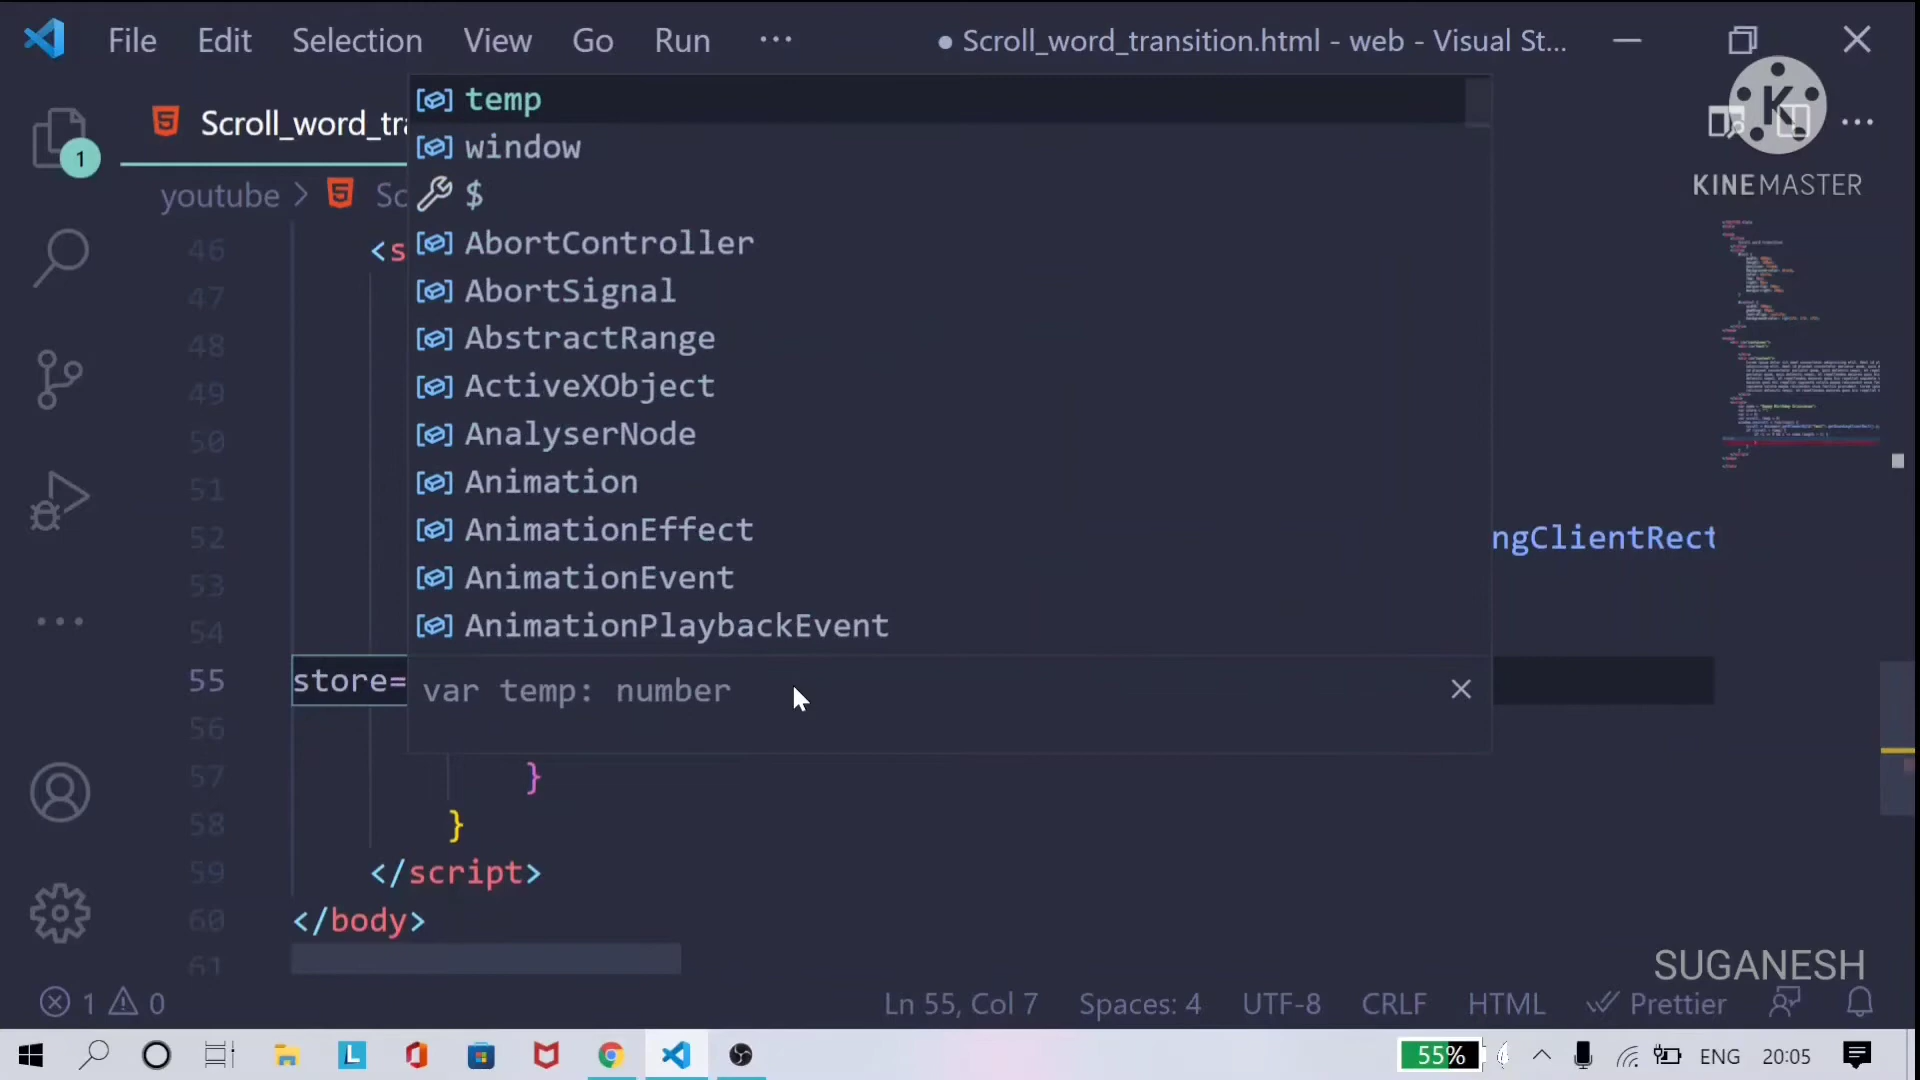 File Edit Selection View Go Run ···
● Scroll_word_transition.html - web - Visual St...
1
Scroll_word_tra
KINEMASTER
youtube > Sc
temp
window
$
AbortController
AbortSignal
AbstractRange
ActiveXObject
AnalyserNode
Animation
AnimationEffect
AnimationEvent
AnimationPlaybackEvent
var temp: number
46 <s
47
48
49
50
51
52 ngClientRect
53
54
55 store=
56
57 }
58 }
59 </script>
60 </body>
61
SUGANESH
1 0
Ln 55, Col 7 Spaces: 4 UTF-8 CRLF HTML Prettier
55% ENG 20:05